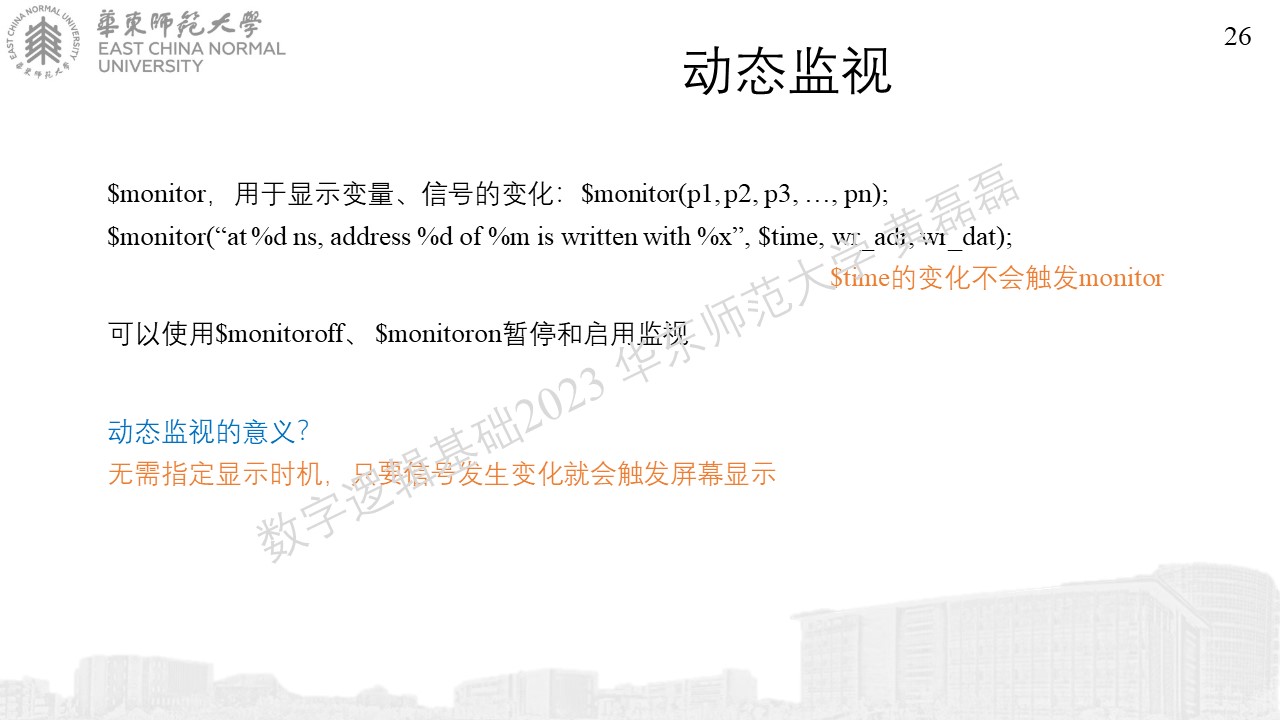 華東師範大學
EAST CHINA NORMAL
UNIVERSITY
EAST CHINA NORMAL UNIVERSITY
華東師範大學
26
动态监视
$monitor，用于显示变量、信号的变化：$monitor(p1, p2, p3, …, pn);
$monitor(“at %d ns, address %d of %m is written with %x”, $time, wr_adr, wr_dat);
$time的变化不会触发monitor
可以使用$monitoroff、$monitoron暂停和启用监视
动态监视的意义？
无需指定显示时机，只要信号发生变化就会触发屏幕显示
数字逻辑基础2023 华东师范大学 黄磊磊